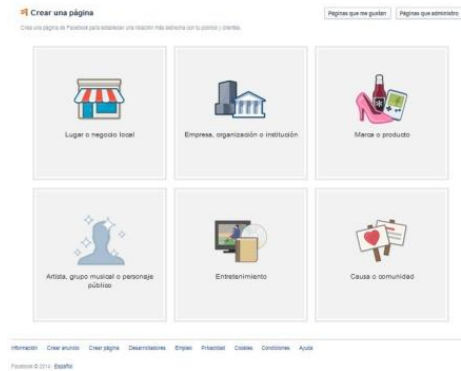 Crear una página
Páginas que me gustan Páginas que administro
Crea una página de Facebook para establecer una relación más estrecha con tu público y clientes.
Lugar o negocio local
Empresa, organización o institución
Marca o producto
Artista, grupo musical o personaje
público
Entretenimiento
Causa o comunidad
Información Crear anuncio Crear página Desarrolladores Empleo Privacidad Cookies Condiciones Ayuda
Facebook © 2014 · Español